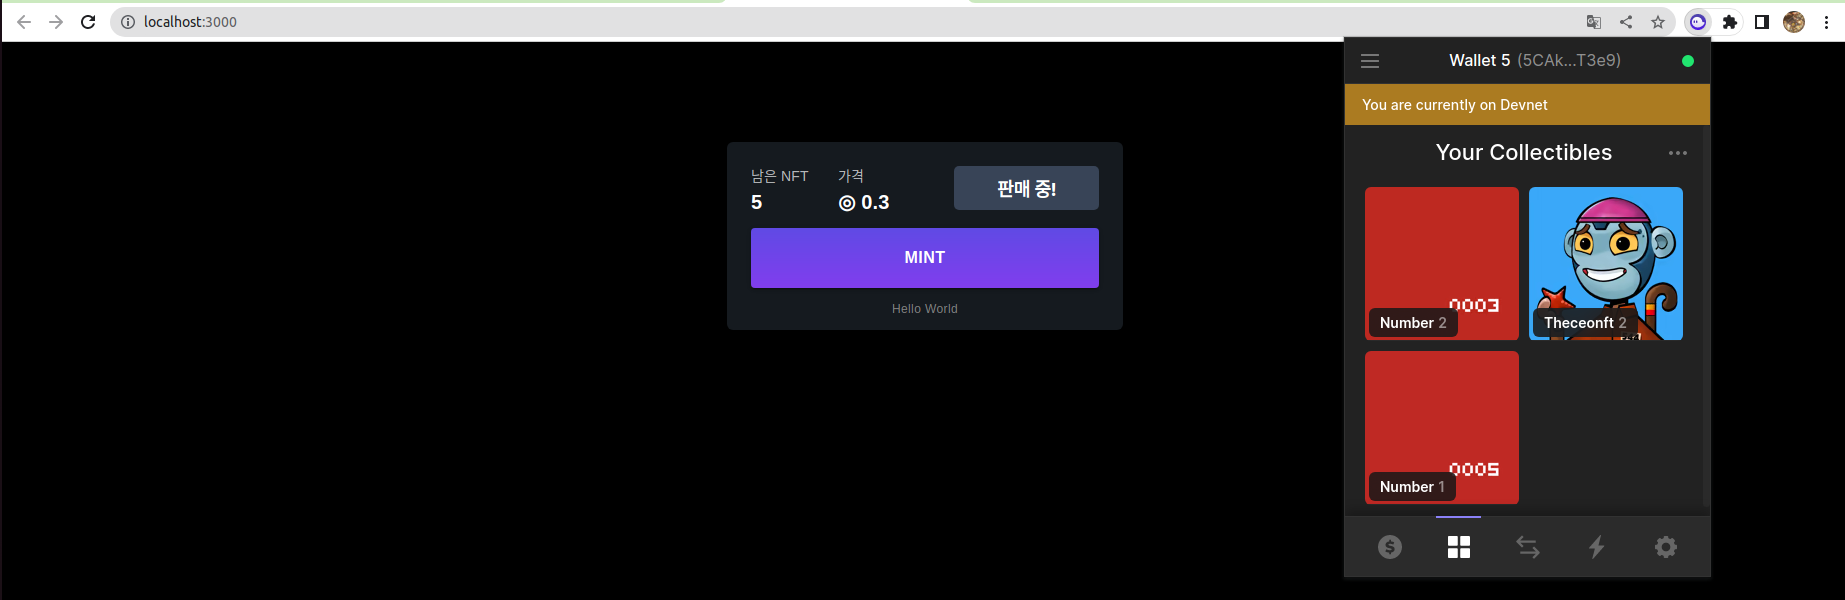 localhost:3000
Wallet 5 (5CAk...T3e9)
You are currently on Devnet
Your Collectibles
남은 NFT
5
가격
◎ 0.3
판매 중!
MINT
Hello World
0003
Number 2
Theceonft 2
0005
Number 1